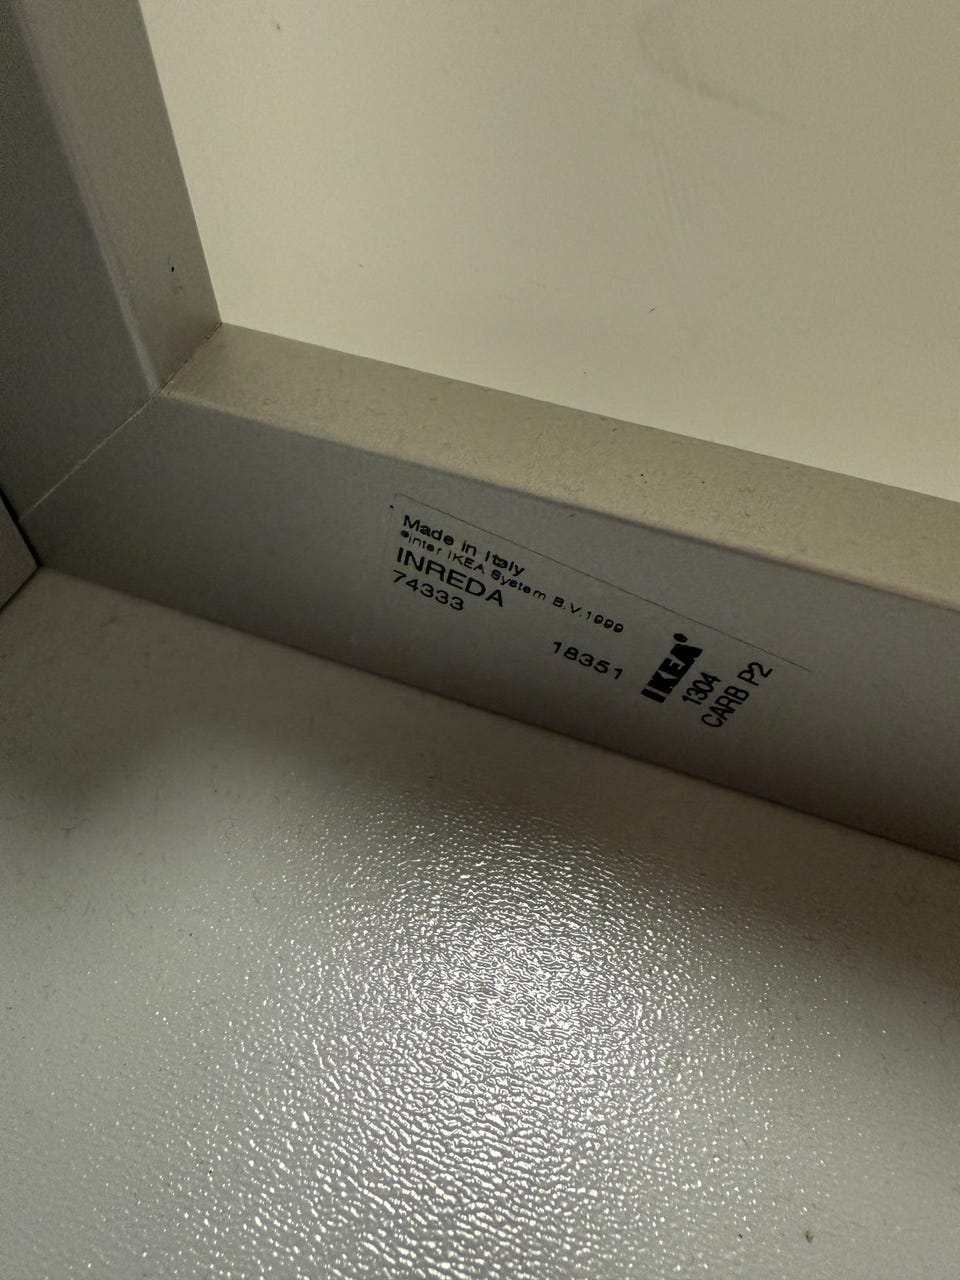 Made in Italy
©Inter IKEA System B.V.1999
INREDA
74333
18351
IKEA®
1304
CARB P2